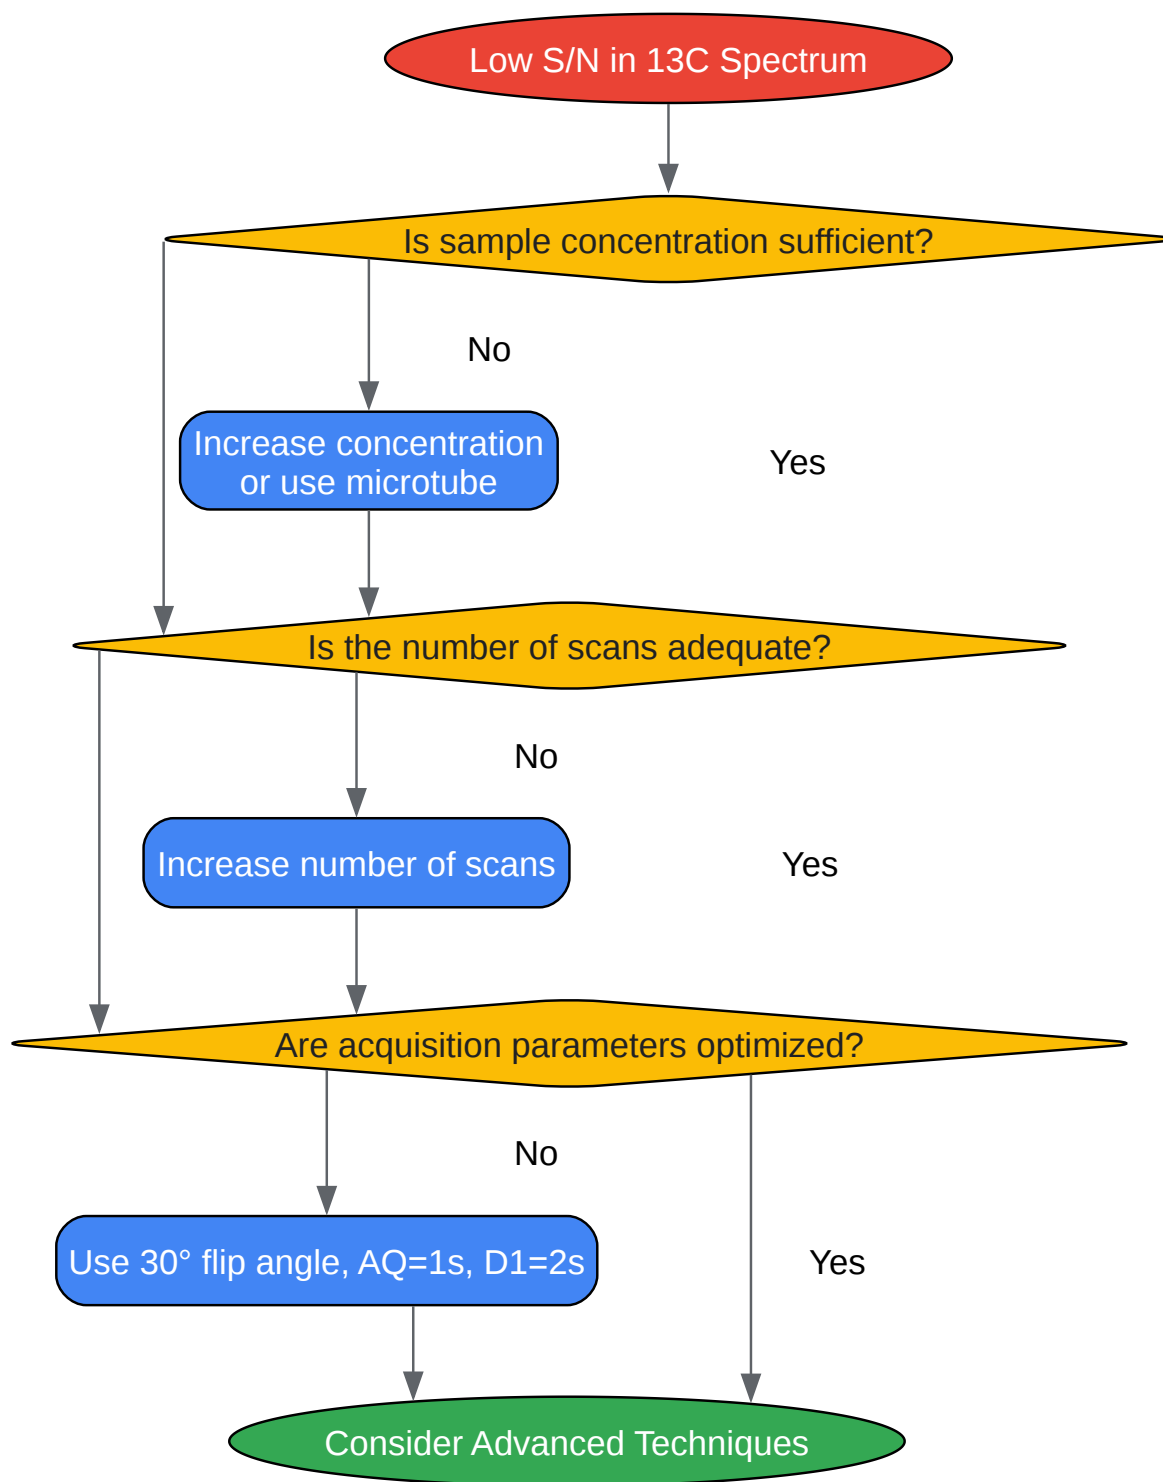 Low S/N in 13C Spectrum
Is sample concentration sufficient?
No
Increase concentration
or use microtube
Yes
Is the number of scans adequate?
No
Increase number of scans
Yes
Are acquisition parameters optimized?
No
Use 30° flip angle, AQ=1s, D1=2s
Yes
Consider Advanced Techniques